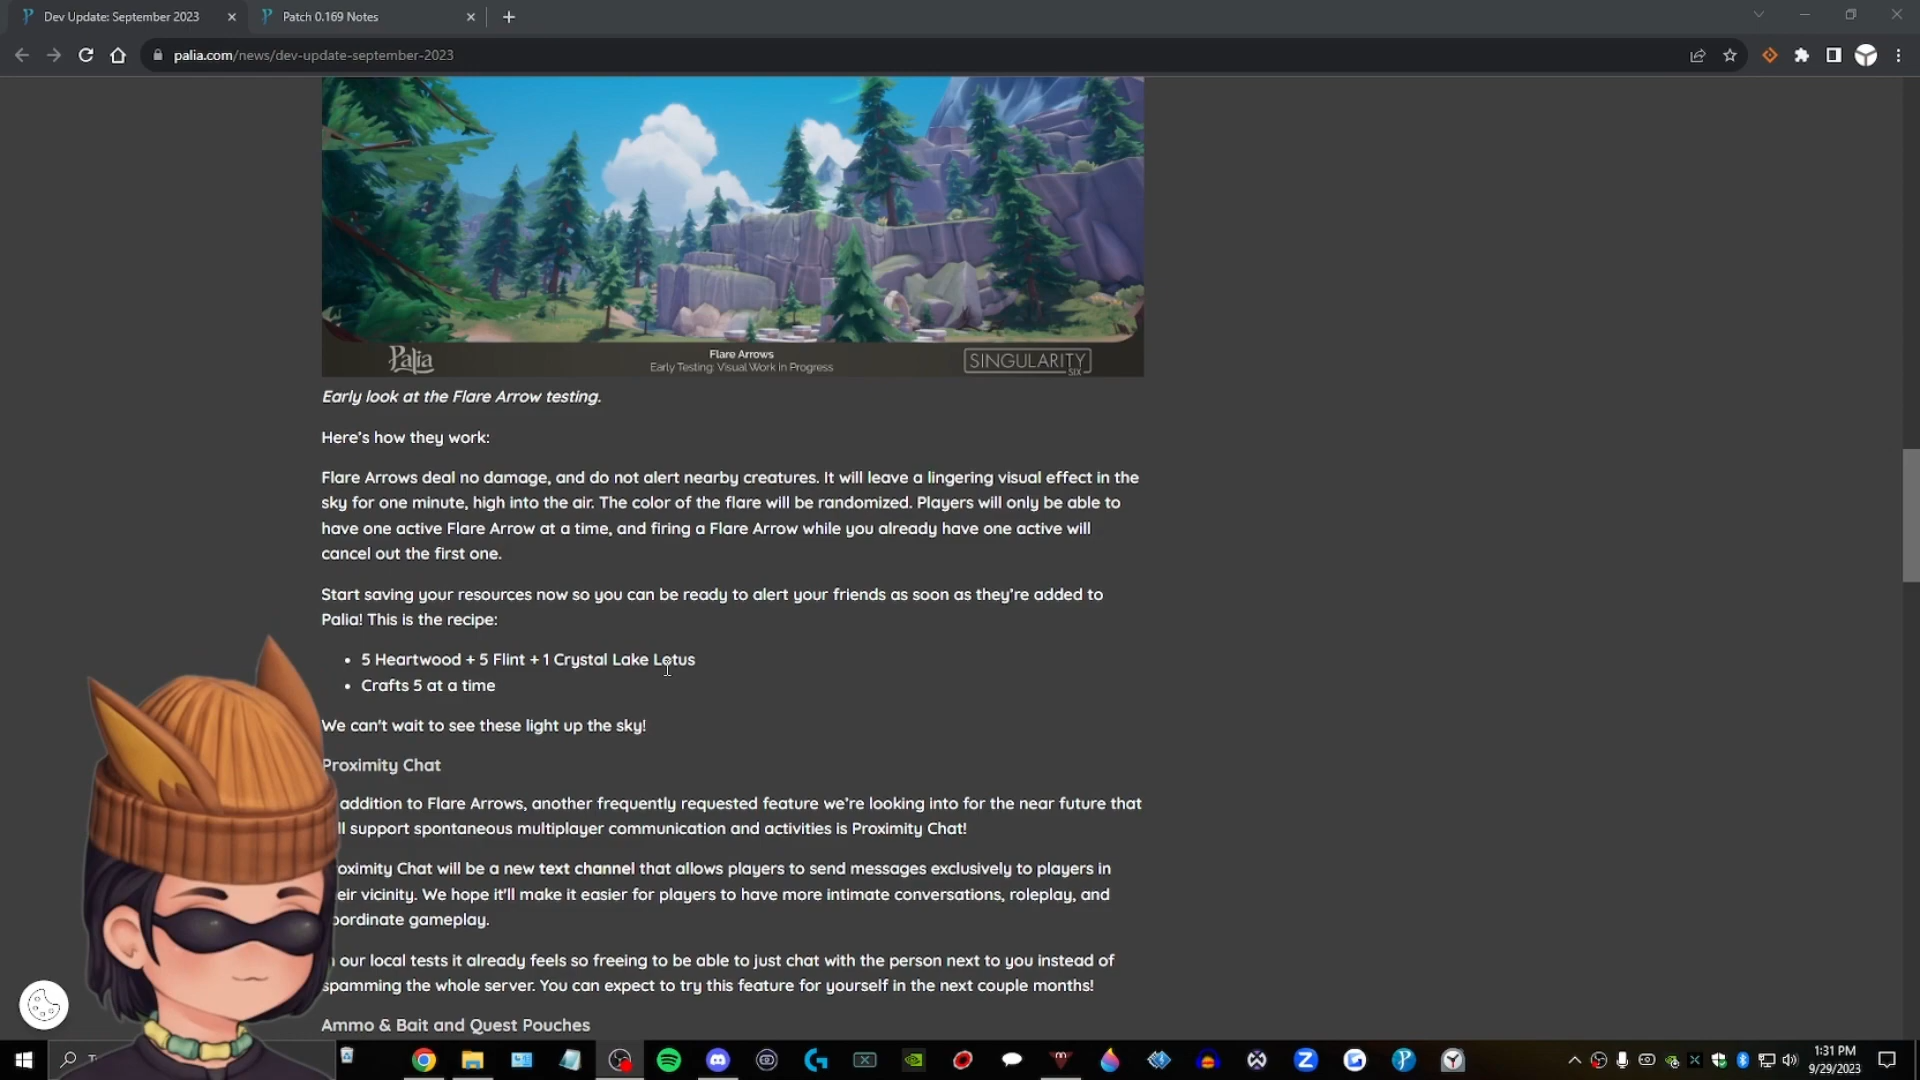 Dev Update: September 2023
Patch 0.169 Notes
palia.com/news/dev-update-september-2023
Palia
Flare Arrows
Early Testing: Visual Work in Progress
SINGULARITY
SIX
Early look at the Flare Arrow testing.
Here's how they work:
Flare Arrows deal no damage, and do not alert nearby creatures. It will leave a lingering visual effect in the
sky for one minute, high into the air. The color of the flare will be randomized. Players will only be able to
have one active Flare Arrow at a time, and firing a Flare Arrow while you already have one active will
cancel out the first one.
Start saving your resources now so you can be ready to alert your friends as soon as they're added to
Palia! This is the recipe:
• 5 Heartwood + 5 Flint + 1 Crystal Lake Lotus
• Crafts 5 at a time
We can't wait to see these light up the sky!
Proximity Chat
addition to Flare Arrows, another frequently requested feature we're looking into for the near future that
ll support spontaneous multiplayer communication and activities is Proximity Chat!
roximity Chat will be a new text channel that allows players to send messages exclusively to players in
eir vicinity. We hope it'll make it easier for players to have more intimate conversations, roleplay, and
ordinate gameplay.
our local tests it already feels so freeing to be able to just chat with the person next to you instead of
spamming the whole server. You can expect to try this feature for yourself in the next couple months!
Ammo & Bait and Quest Pouches
1:31 PM
9/29/2023